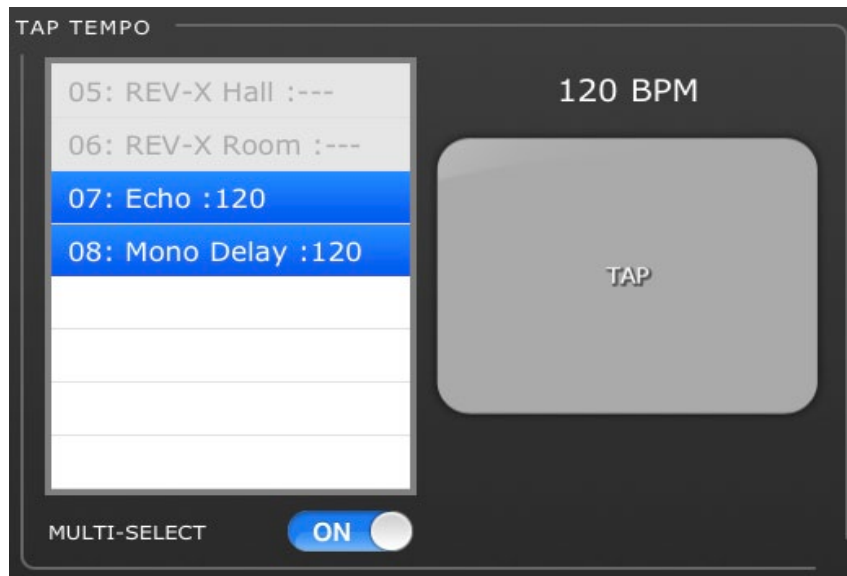 TAP TEMPO
05: REV-X Hall :---
06: REV-X Room :---
07: Echo :120
08: Mono Delay :120
120 BPM
TAP
MULTI-SELECT
ON